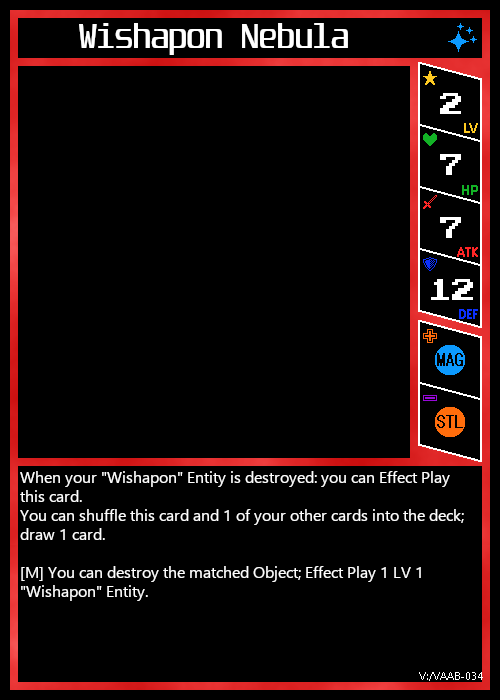 Wishapon Nebula
2
LV
7
HP
7
ATK
12
DEF
MAG
STL
When your "Wishapon" Entity is destroyed: you can Effect Play
this card.
You can shuffle this card and 1 of your other cards into the deck;
draw 1 card.
[M] You can destroy the matched Object; Effect Play 1 LV 1
"Wishapon" Entity.
V:/VAAB-034